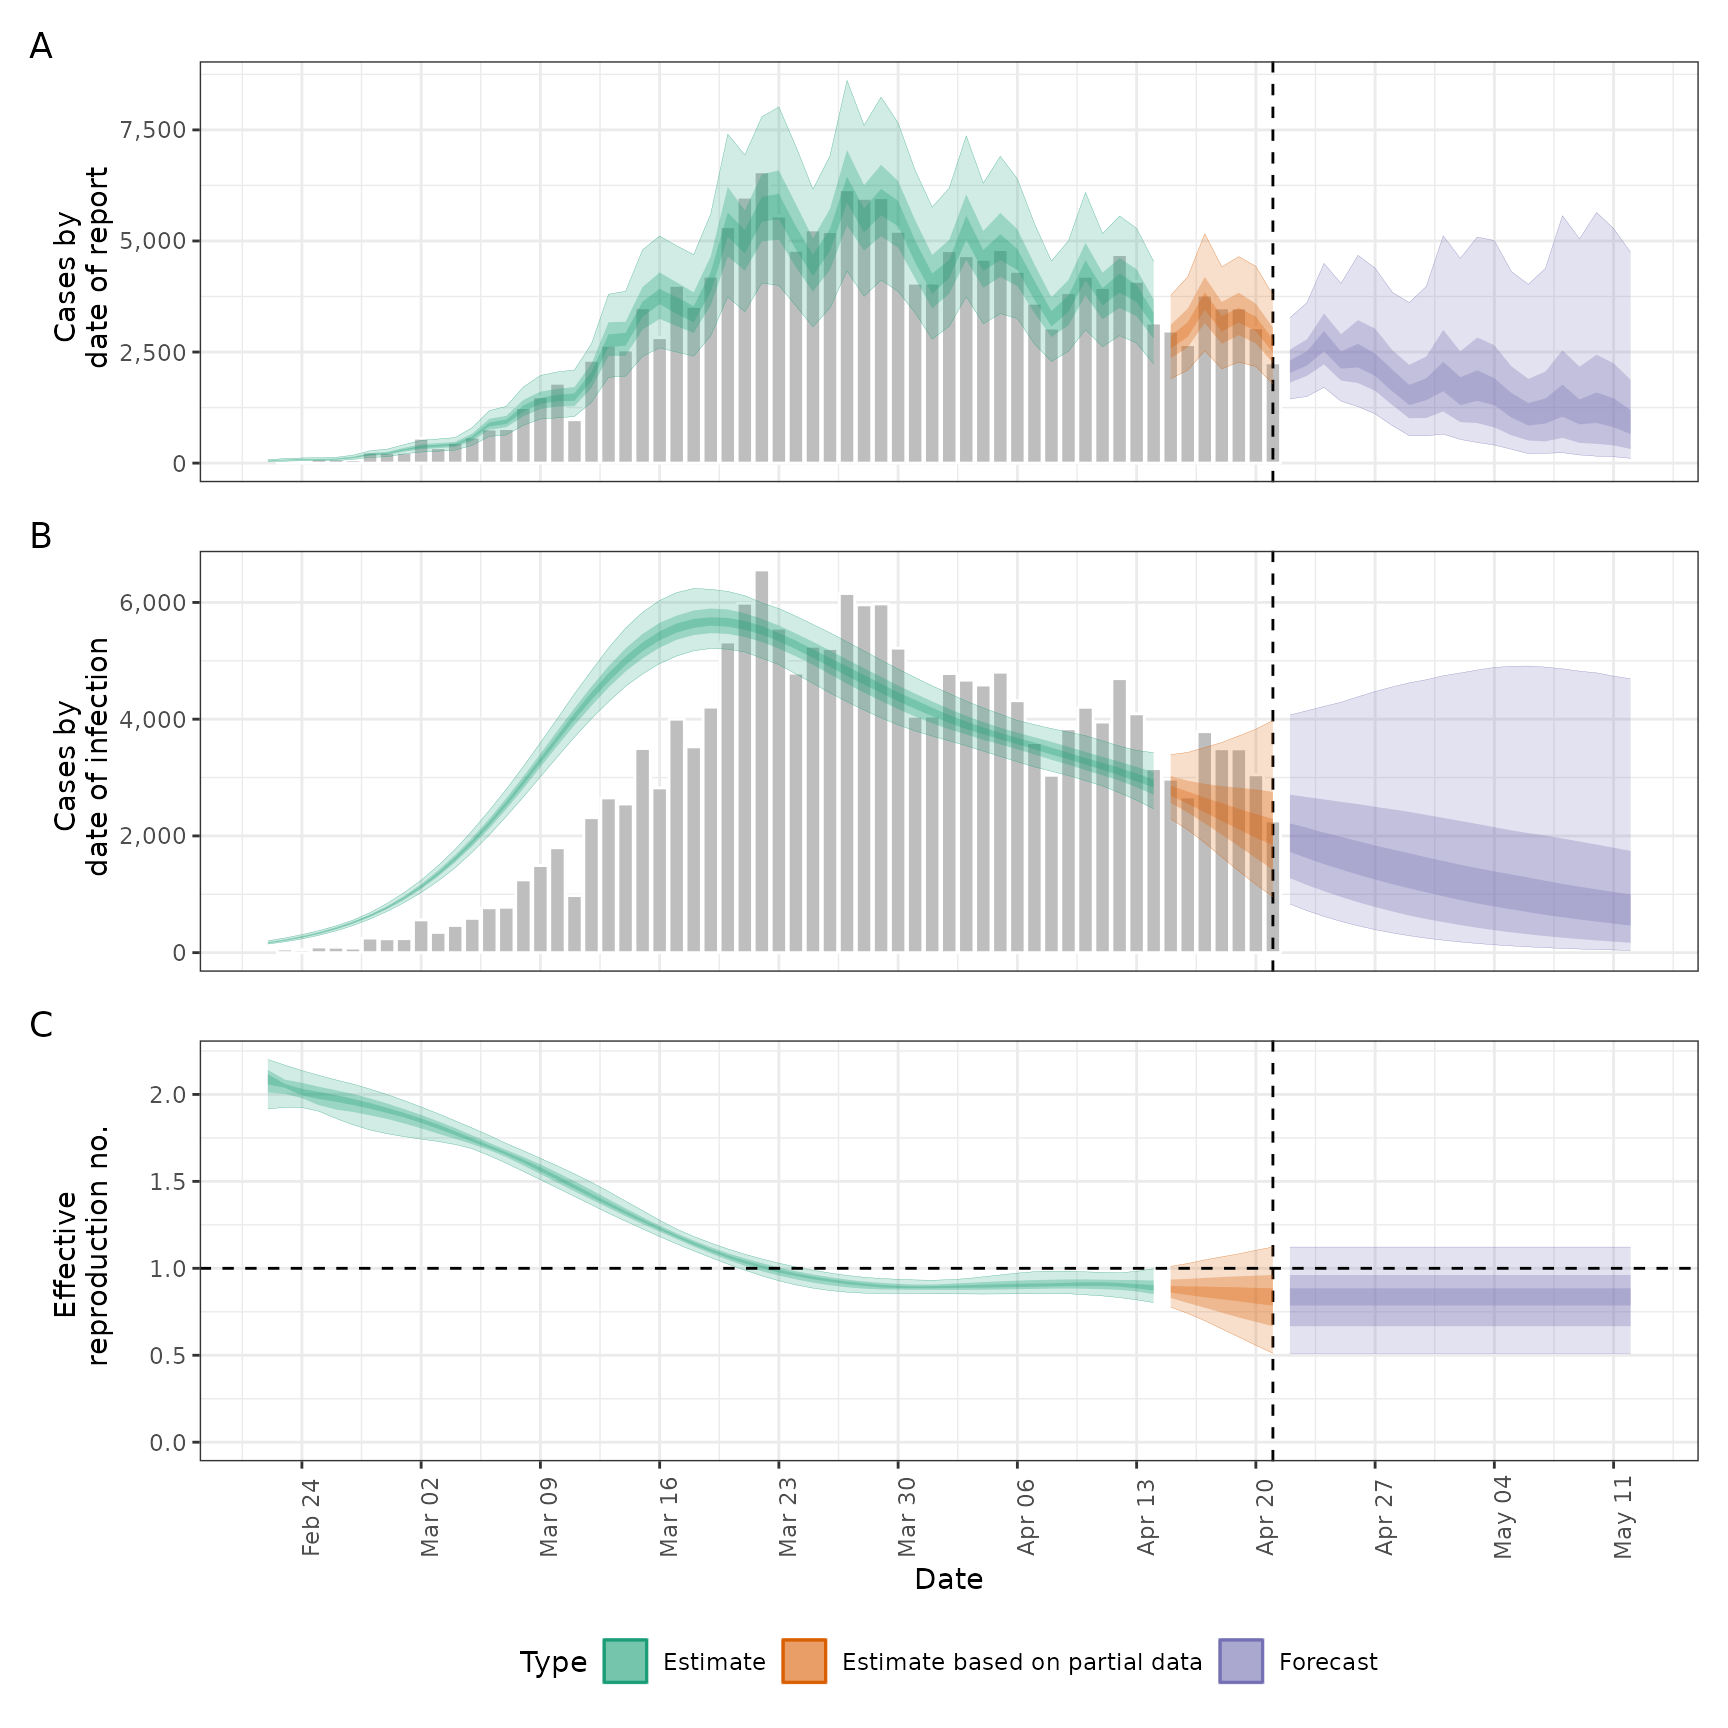 A
Cases by
date of report
7,500
5,000
2,500
0
B
Cases by
date of infection
6,000
4,000
2,000
0
C
Effective
reproduction no.
2.0
1.5
1.0
0.5
0.0
Feb 24
Mar 02
Mar 09
Mar 16
Mar 23
Mar 30
Apr 06
Apr 13
Apr 20
Apr 27
May 04
May 11
Date
Type Estimate Estimate based on partial data Forecast